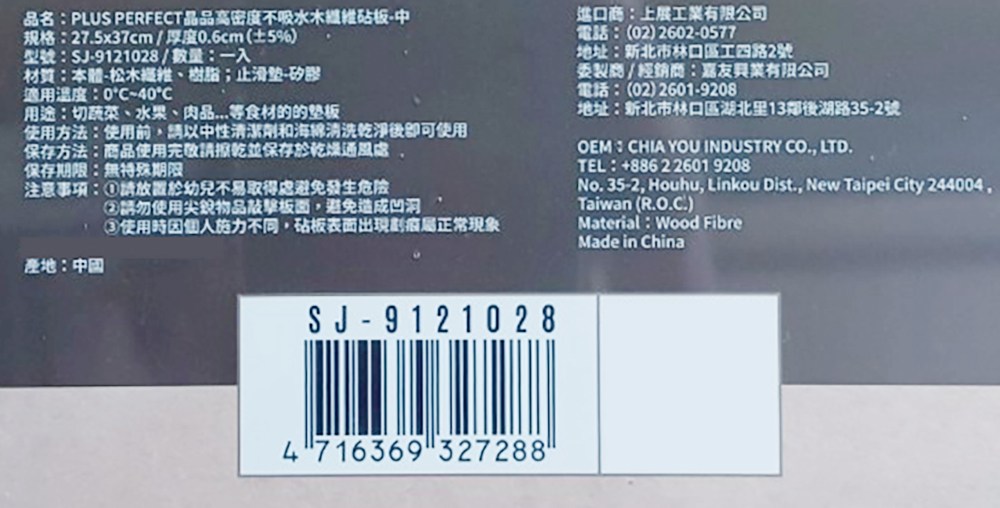 品名：PLUS PERFECT晶品高密度不吸水木纖維砧板-中
規格：27.5x37cm / 厚度0.6cm (±5%)
型號：SJ-9121028 / 數量：一入
材質：本體-松木纖維、樹脂；止滑墊-矽膠
適用溫度：0°C~40°C
用途：切蔬菜、水果、肉品...等食材的的墊板
使用方法：使用前，請以中性清潔劑和海綿清洗乾淨後即可使用
保存方法：商品使用完敬請擦乾並保存於乾燥通風處
保存期限：無特殊期限
注意事項：①請放置於幼兒不易取得處避免發生危險
②請勿使用尖銳物品敲擊板面，避免造成凹洞
③使用時因個人施力不同，砧板表面出現劃痕屬正常現象
產地：中國
進口商：上展工業有限公司
電話：(02) 2602-0577
地址：新北市林口區工四路2號
委製商 / 經銷商：嘉友興業有限公司
電話：(02) 2601-9208
地址：新北市林口區湖北里13鄰後湖路35-2號
OEM：CHIA YOU INDUSTRY CO., LTD.
TEL：+886 2 2601 9208
No. 35-2, Houhu, Linkou Dist., New Taipei City 244004,
Taiwan (R.O.C.)
Material：Wood Fibre
Made in China
SJ-9121028
4 716369 327288